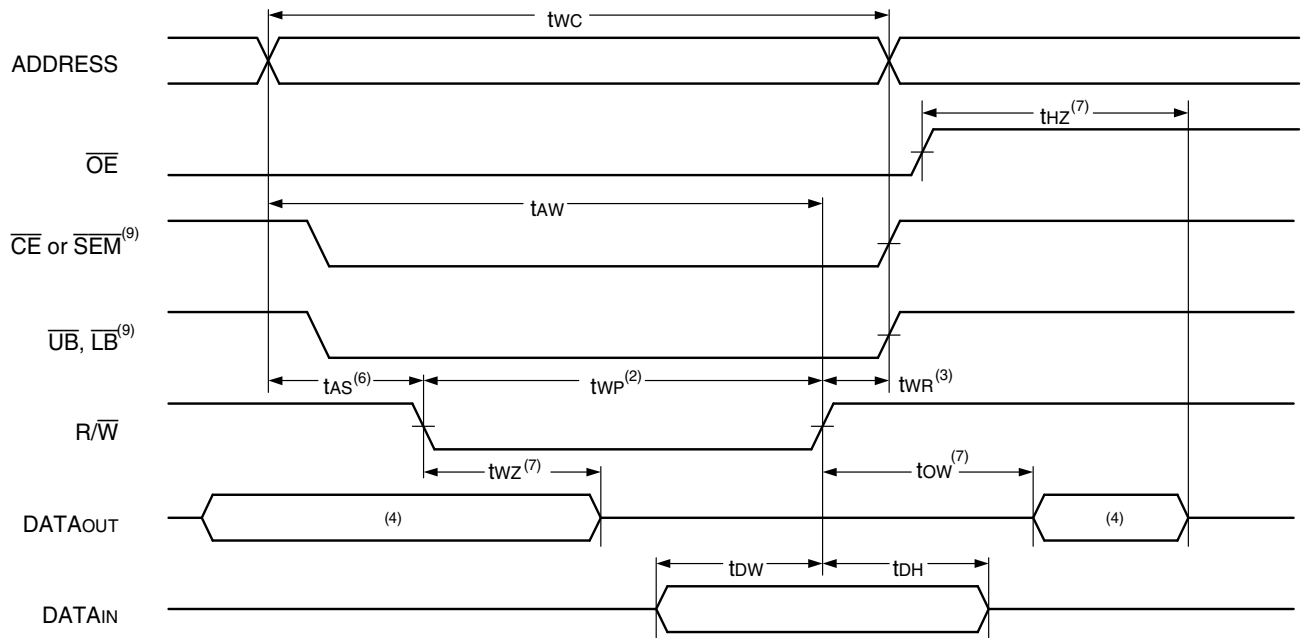 tWC
ADDRESS
tHZ(7)
OE
tAW
CE or SEM(9)
UB, LB(9)
tAS(6) tWP(2) tWR(3)
R/W
tWZ(7) tOW(7)
DATAOUT (4) (4)
tDW tDH
DATAIN